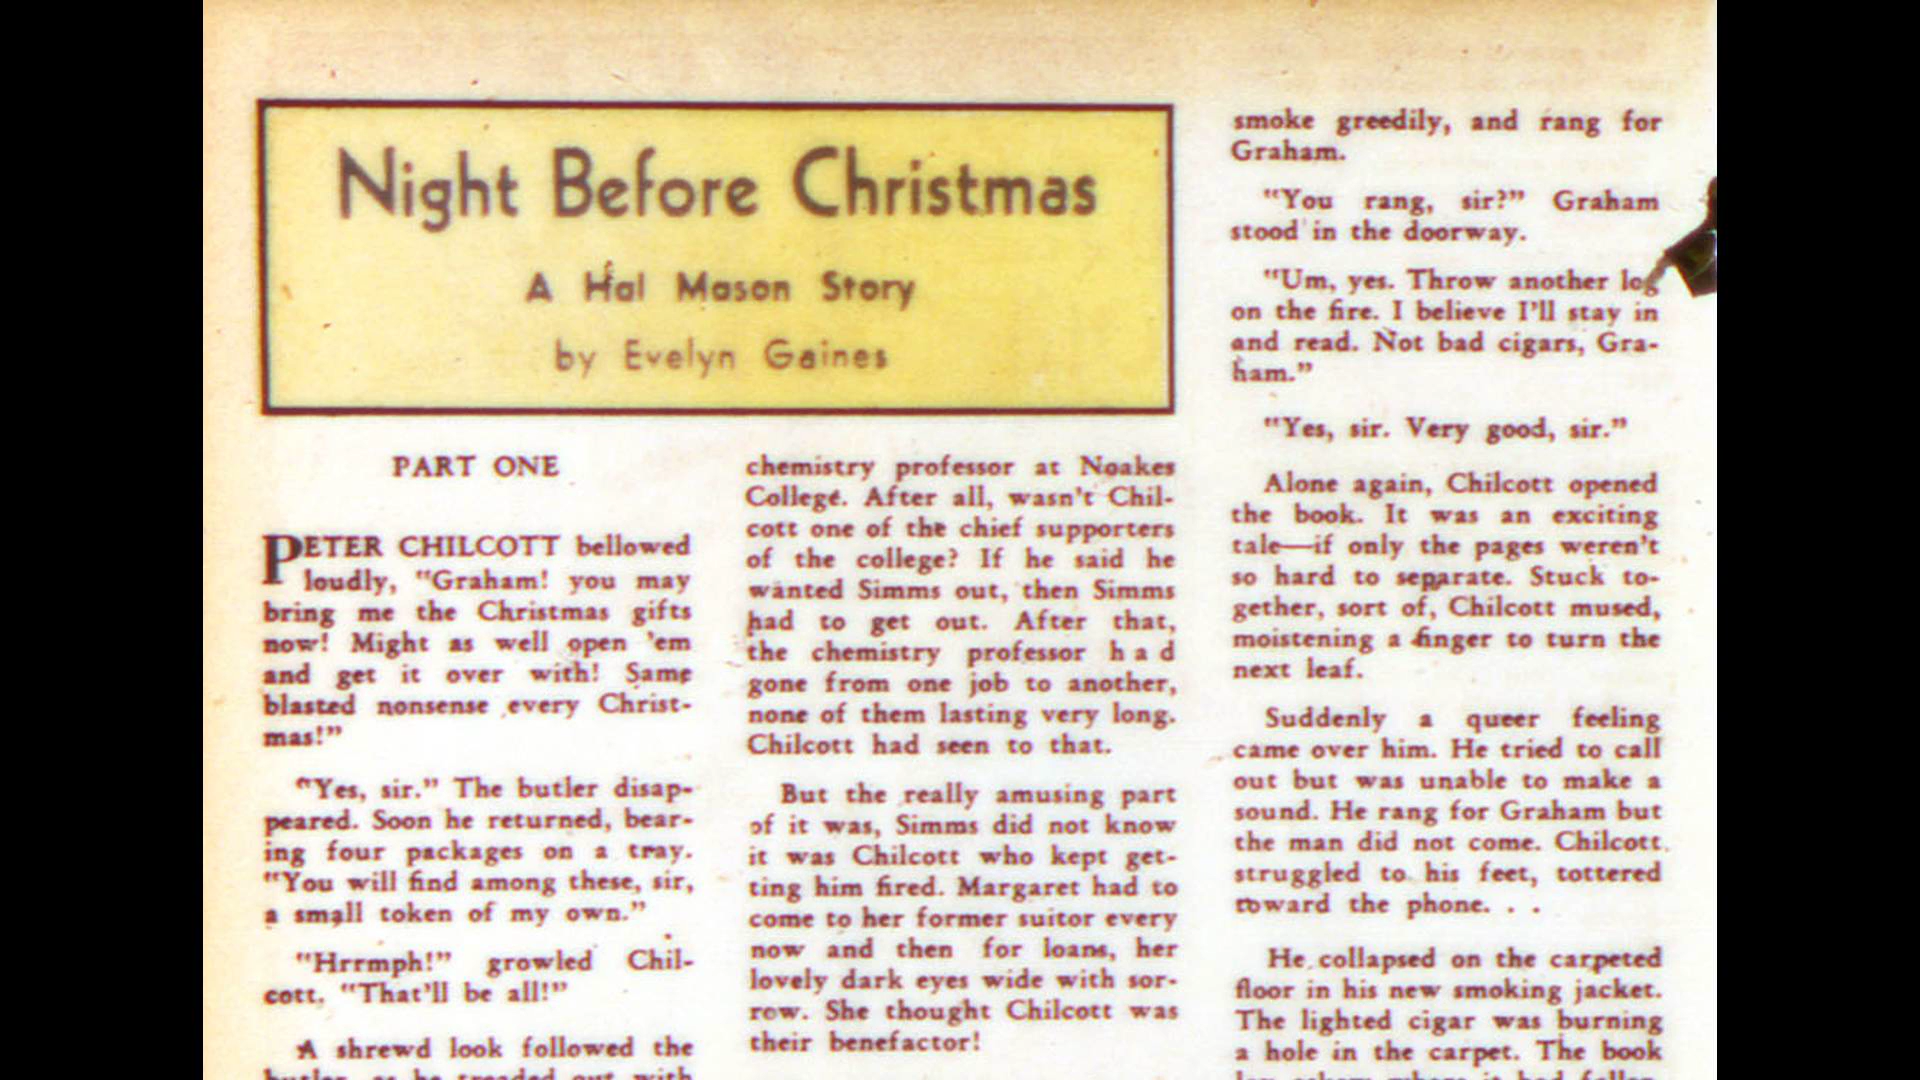 Night Before Christmas
A Hal Mason Story
by Evelyn Gaines
PART ONE
PETER CHILCOTT bellowed
loudly, "Graham! you may
bring me the Christmas gifts
now! Might as well open 'em
and get it over with! Same
blasted nonsense every Christ-
mas!"
"Yes, sir." The butler disap-
peared. Soon he returned, bear-
ing four packages on a tray.
"You will find among these, sir,
a small token of my own."
"Hrrmph!" growled Chil-
cott. "That'll be all!"
A shrewd look followed the
butler, as he treaded out with
chemistry professor at Noakes
College. After all, wasn't Chil-
cott one of the chief supporters
of the college? If he said he
wanted Simms out, then Simms
had to get out. After that,
the chemistry professor had
gone from one job to another,
none of them lasting very long.
Chilcott had seen to that.
But the really amusing part
of it was, Simms did not know
it was Chilcott who kept get-
ting him fired. Margaret had to
come to her former suitor every
now and then for loans, her
lovely dark eyes wide with sor-
row. She thought Chilcott was
their benefactor!
smoke greedily, and rang for
Graham.
"You rang, sir?" Graham
stood in the doorway.
"Um, yes. Throw another log
on the fire. I believe I'll stay in
and read. Not bad cigars, Gra-
ham."
"Yes, sir. Very good, sir."
Alone again, Chilcott opened
the book. It was an exciting
tale—if only the pages weren't
so hard to separate. Stuck to-
gether, sort of, Chilcott mused,
moistening a finger to turn the
next leaf.
Suddenly a queer feeling
came over him. He tried to call
out but was unable to make a
sound. He rang for Graham but
the man did not come. Chilcott
struggled to his feet, tottered
toward the phone. . .
He collapsed on the carpeted
floor in his new smoking jacket.
The lighted cigar was burning
a hole in the carpet. The book